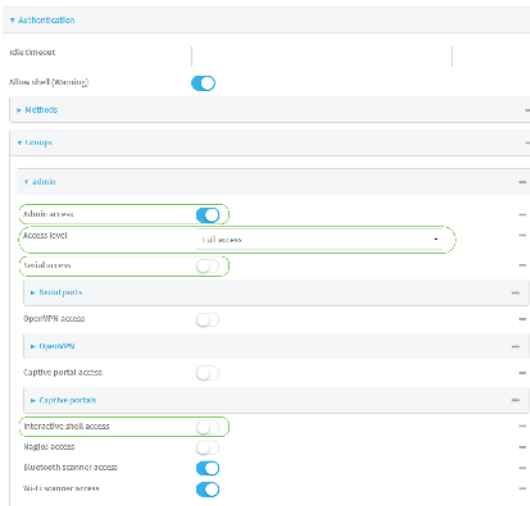 Authentication
Idle timeout
Allow shell (Warning)
Methods
Groups
admin
Admin access
Access level
Full access
Serial access
Serial ports
OpenVPN access
OpenVPN
Captive portal access
Captive portals
Interactive shell access
Nagios access
Bluetooth scanner access
Wi-Fi scanner access